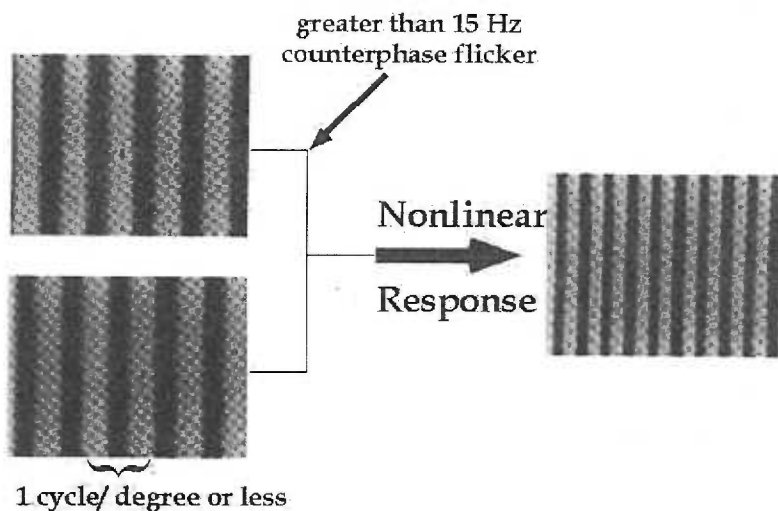 greater than 15 Hz
counterphase flicker
Nonlinear
Response
1 cycle/ degree or less